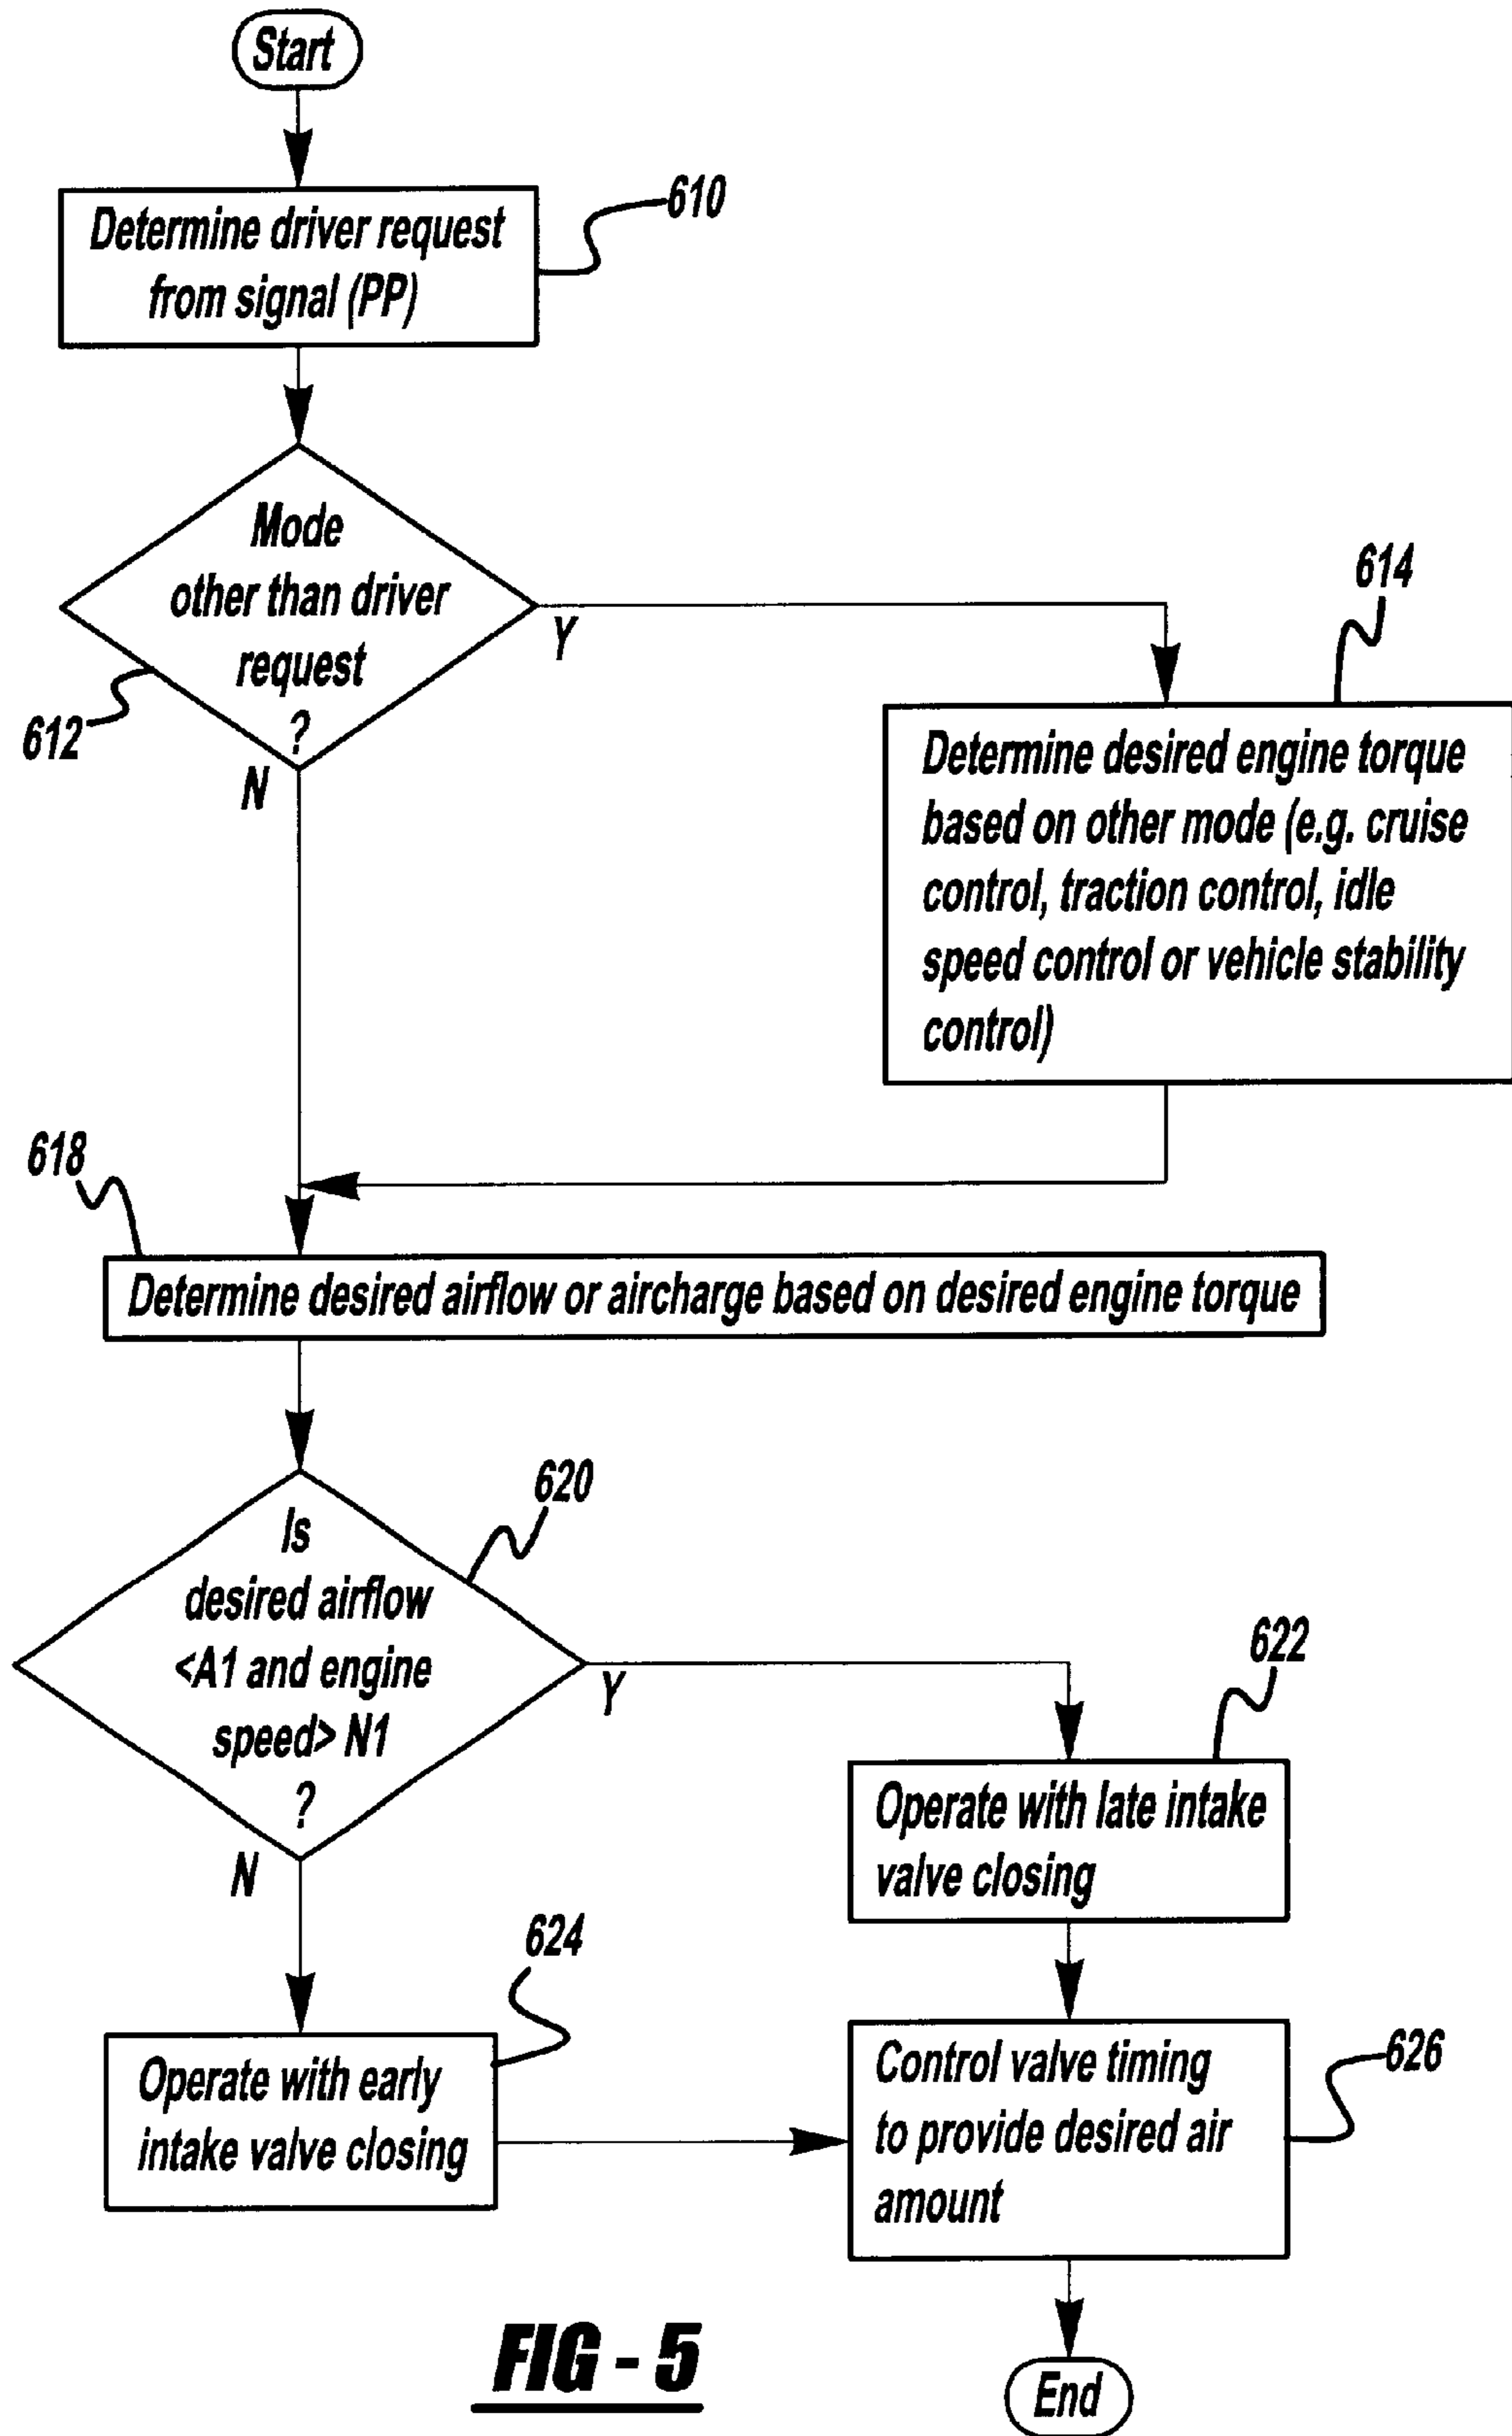 Start
Determine driver request
from signal (PP)
610
Mode
other than driver
request
?
612
Y
N
614
Determine desired engine torque
based on other mode (e.g. cruise
control, traction control, idle
speed control or vehicle stability
control)
618
Determine desired airflow or aircharge based on desired engine torque
620
Is
desired airflow
<A1 and engine
speed> N1
?
Y
N
622
Operate with late intake
valve closing
624
Operate with early
intake valve closing
Control valve timing
to provide desired air
amount
626
FIG - 5
End